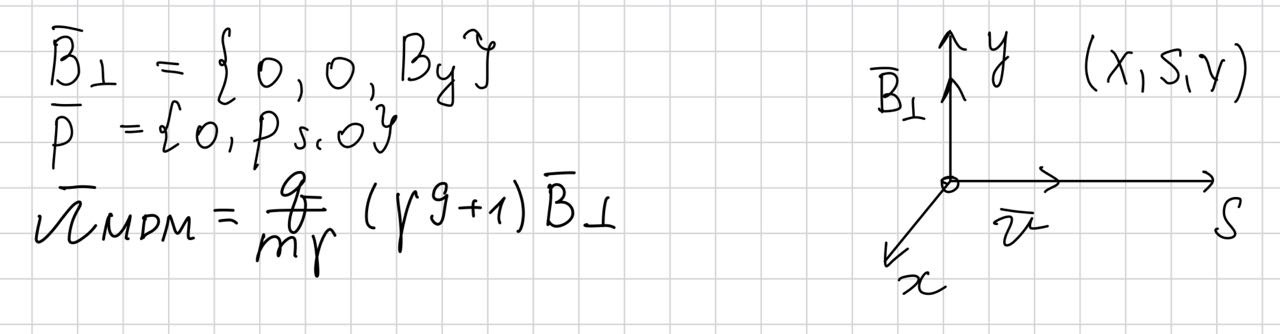 B̅⊥ = {0, 0, By}
p̅ = {0, ps, 0}
Ω̅MDM = q/mγ (γG+1) B̅⊥
y (x, s, y)
B̅⊥
v̅ s
x